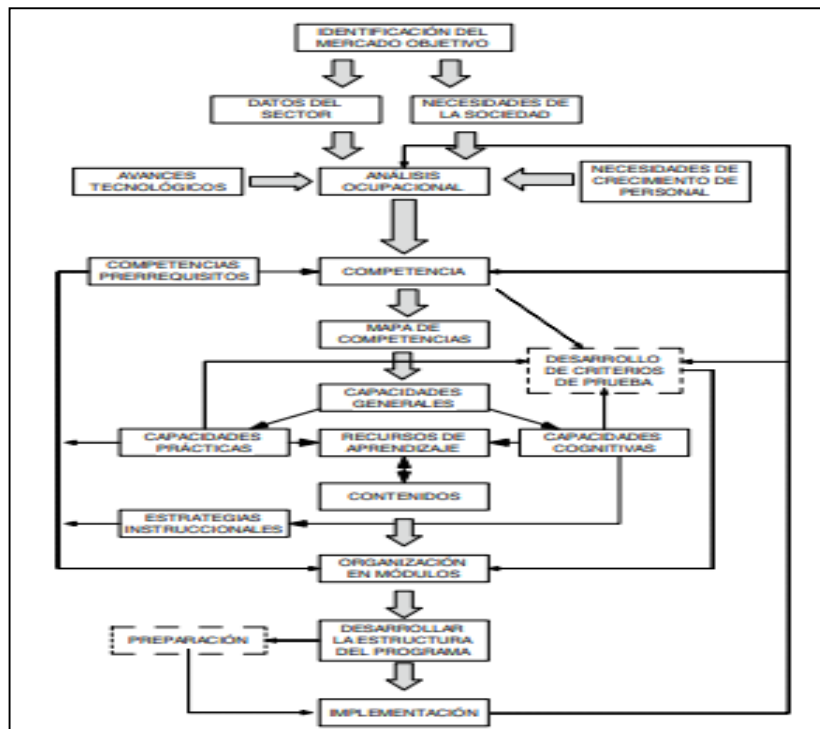 IDENTIFICACIÓN DEL
MERCADO OBJETIVO
DATOS DEL
SECTOR
NECESIDADES DE
LA SOCIEDAD
AVANCES
TECNOLÓGICOS
ANÁLISIS
OCUPACIONAL
NECESIDADES DE
CRECIMIENTO DE
PERSONAL
COMPETENCIAS
PRERREQUISITOS
COMPETENCIA
MAPA DE
COMPETENCIAS
DESARROLLO
DE CRITERIOS
DE PRUEBA
CAPACIDADES
GENERALES
CAPACIDADES
PRÁCTICAS
RECURSOS DE
APRENDIZAJE
CAPACIDADES
COGNITIVAS
CONTENIDOS
ESTRATEGIAS
INSTRUCCIONALES
ORGANIZACIÓN
EN MÓDULOS
PREPARACIÓN
DESARROLLAR
LA ESTRUCTURA
DEL PROGRAMA
IMPLEMENTACIÓN